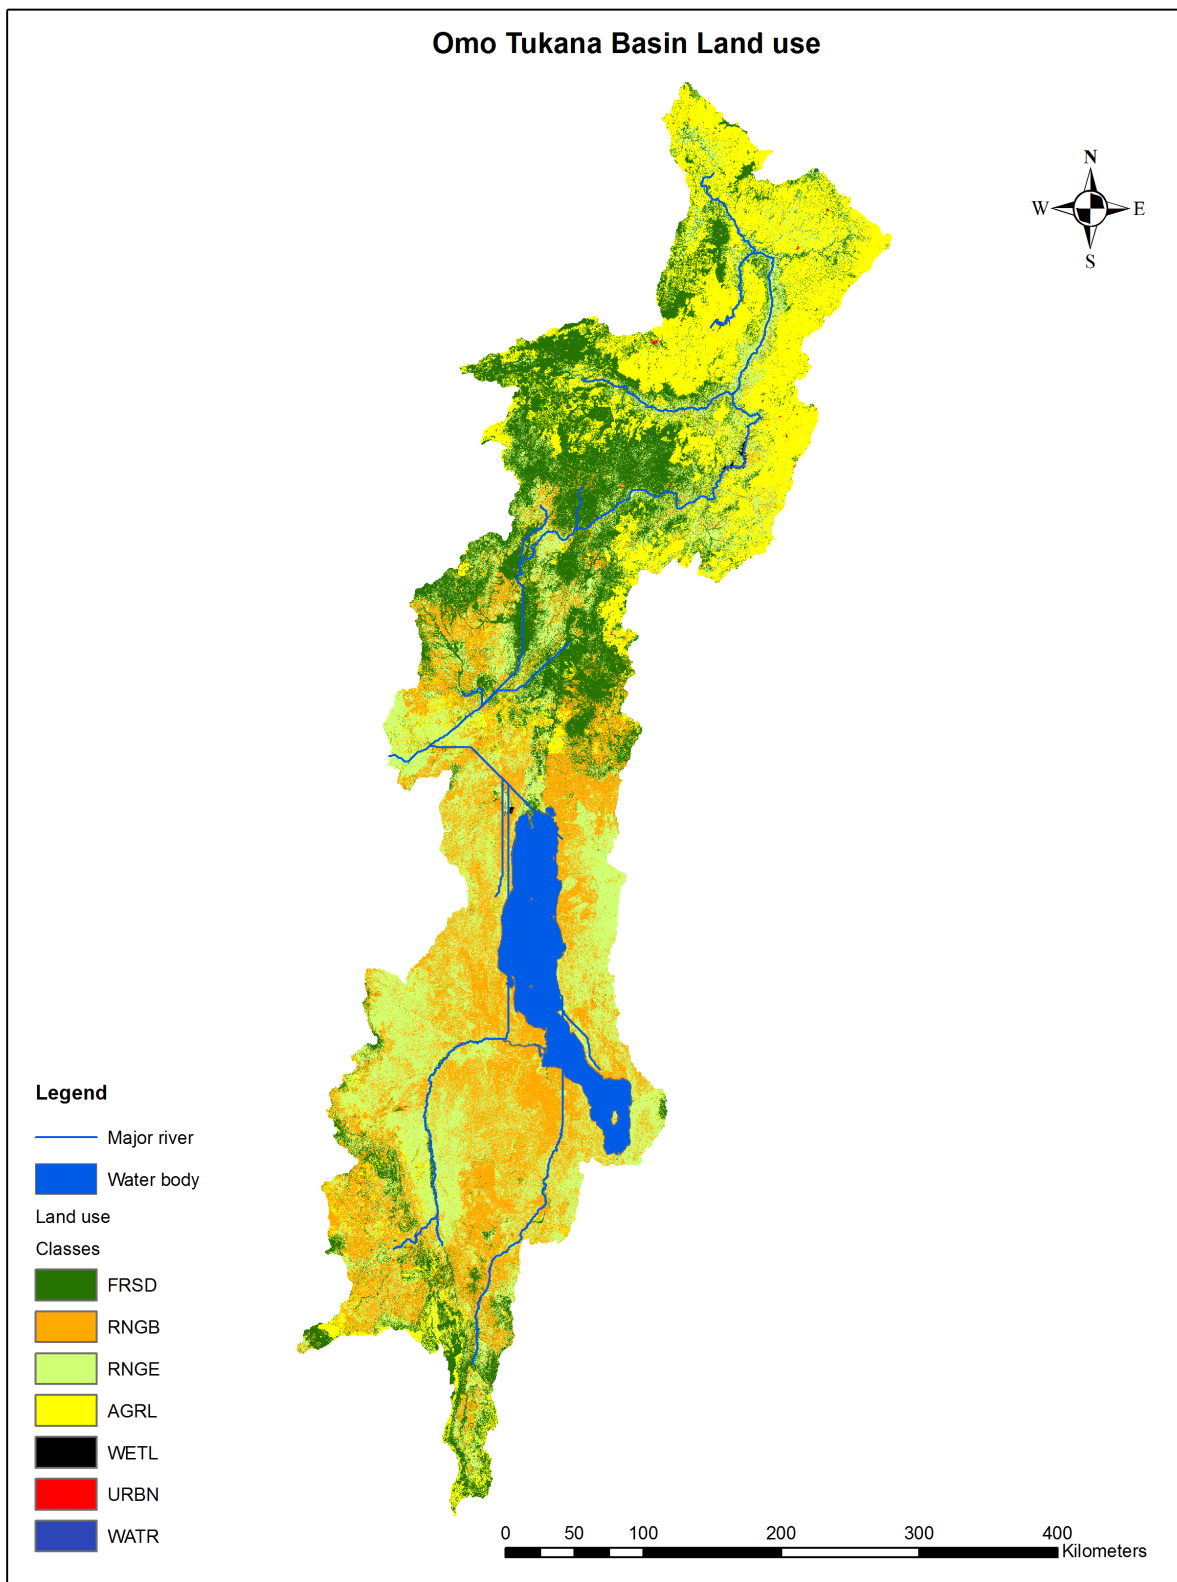 Omo Tukana Basin Land use
N
W E
S
Legend
Major river
Water body
Land use
Classes
FRSD
RNGB
RNGE
AGRL
WETL
URBN
WATR
0 50 100 200 300 400
Kilometers